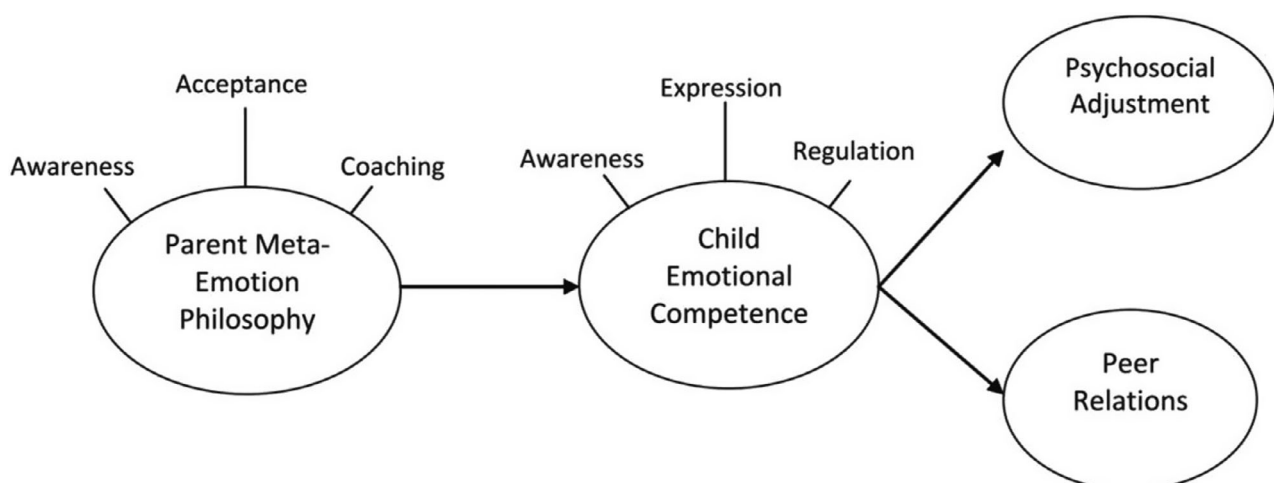 Acceptance
Awareness
Coaching
Parent Meta-
Emotion
Philosophy
Expression
Awareness
Regulation
Child
Emotional
Competence
Psychosocial
Adjustment
Peer
Relations